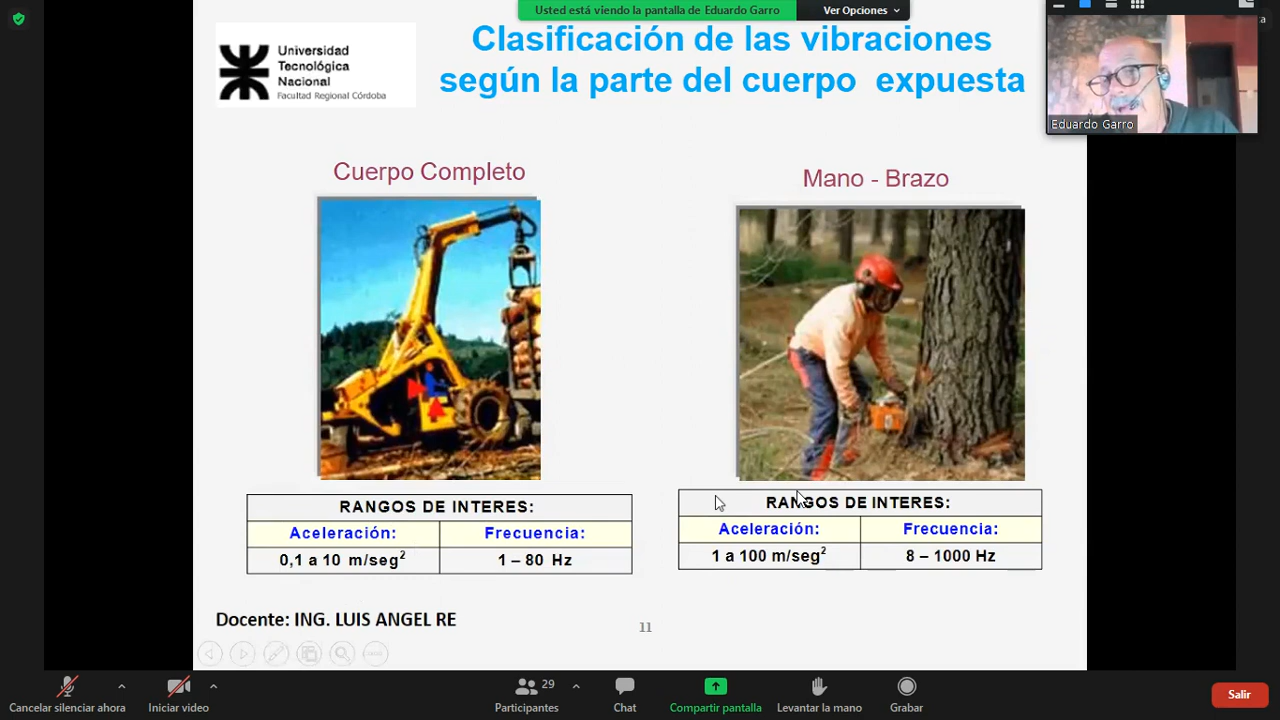 Usted está viendo la pantalla de Eduardo Garro
Ver Opciones
a
Universidad
Tecnológica
Nacional
Facultad Regional Córdoba
Clasificación de las vibraciones
según la parte del cuerpo expuesta
Eduardo Garro
Cuerpo Completo
Mano - Brazo
RANGOS DE INTERES:
Aceleración: Frecuencia:
0,1 a 10 m/seg² 1 – 80 Hz
RANGOS DE INTERES:
Aceleración: Frecuencia:
1 a 100 m/seg² 8 – 1000 Hz
Docente: ING. LUIS ANGEL RE
11
Cancelar silenciar ahora
Iniciar video
29
Participantes
Chat
Compartir pantalla
Levantar la mano
Grabar
Salir